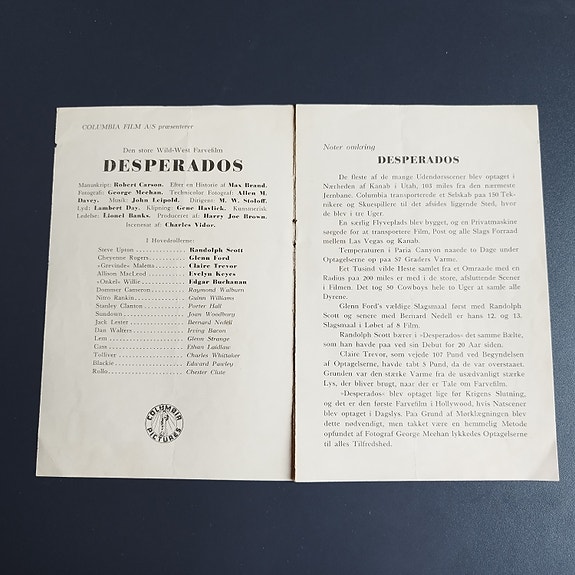 COLUMBIA FILM A/S præsenterer
Den store Wild-West Farvefilm
DESPERADOS
Manuskript: Robert Carson. Efter en Historie af Max Brand.
Fotograf: George Meehan. Technicolor Fotograf: Allen M.
Davey. Musik: John Leipold. Dirigent: M. W. Stoloff.
Lyd: Lambert Day. Klipning: Gene Havlick. Kunstnerisk
Ledelse: Lionel Banks. Produceret af: Harry Joe Brown.
Iscenesat af: Charles Vidor.
I Hovedrollerne:
Steve Upton Randolph Scott
Cheyenne Rogers Glenn Ford
»Grevinde« Maletta Claire Trevor
Allison MacLeod Evelyn Keyes
»Onkel« Willie Edgar Buchanan
Dommer Cameron Raymond Walburn
Nitro Rankin Guinn Williams
Stanley Clanton Porter Hall
Sundown Joan Woodbury
Jack Lester Bernard Nedell
Dan Walters Irving Bacon
Lem Glenn Strange
Cass Ethan Laidlaw
Tolliver Charles Whittaker
Blackie Edward Pawley
Rollo Chester Clute
COLUMBIA
PICTURES
Noter omkring
DESPERADOS
De fleste af de mange Udendørsscener blev optaget i
Nærheden af Kanab i Utah, 103 miles fra den nærmeste
Jernbane. Columbia transporterede et Selskab paa 150 Tek-
nikere og Skuespillere til det afsides liggende Sted, hvor
de blev i tre Uger.
En værlig Flyveplads blev bygget, og en Privatmaskine
sørgede for at transportere Film, Post og alle Slags Forraad
mellem Las Vegas og Kanab.
Temperaturen i Paria Canyon naaede to Dage under
Optagelserne op paa 57 Graders Varme.
Eet Tusind vilde Heste samlet fra et Omraade med en
Radius paa 200 miles er med i de store, afsluttende Scener
i Filmen. Det tog 50 Cowboys hele to Uger at samle alle
Dyrene.
Glenn Ford's vældige Slagsmaal først med Randolph
Scott og senere med Bernard Nedell er hans 12. og 13.
Slagsmaal i Løbet af 8 Film.
Randolph Scott bærer i »Desperados« det samme Bælte,
som han havde paa ved sin Debut for 20 Aar siden.
Claire Trevor, som vejede 107 Pund ved Begyndelsen
af Optagelserne, havde tabt 5 Pund, da de var overstaaet.
Grunden var den stærke Varme fra de usædvanligt stærke
Lys, der bliver brugt, naar der er Tale om Farvefilm.
»Desperados« blev optaget lige før Krigens Slutning,
og det er den første Farvefilm i Hollywood, hvis Natscener
blev optaget i Dagslys. Paa Grund af Mørklægningen blev
dette nødvendigt, men takket være en hemmelig Metode
opfundet af Fotograf George Meehan lykkedes Optagelserne
til alles Tilfredshed.